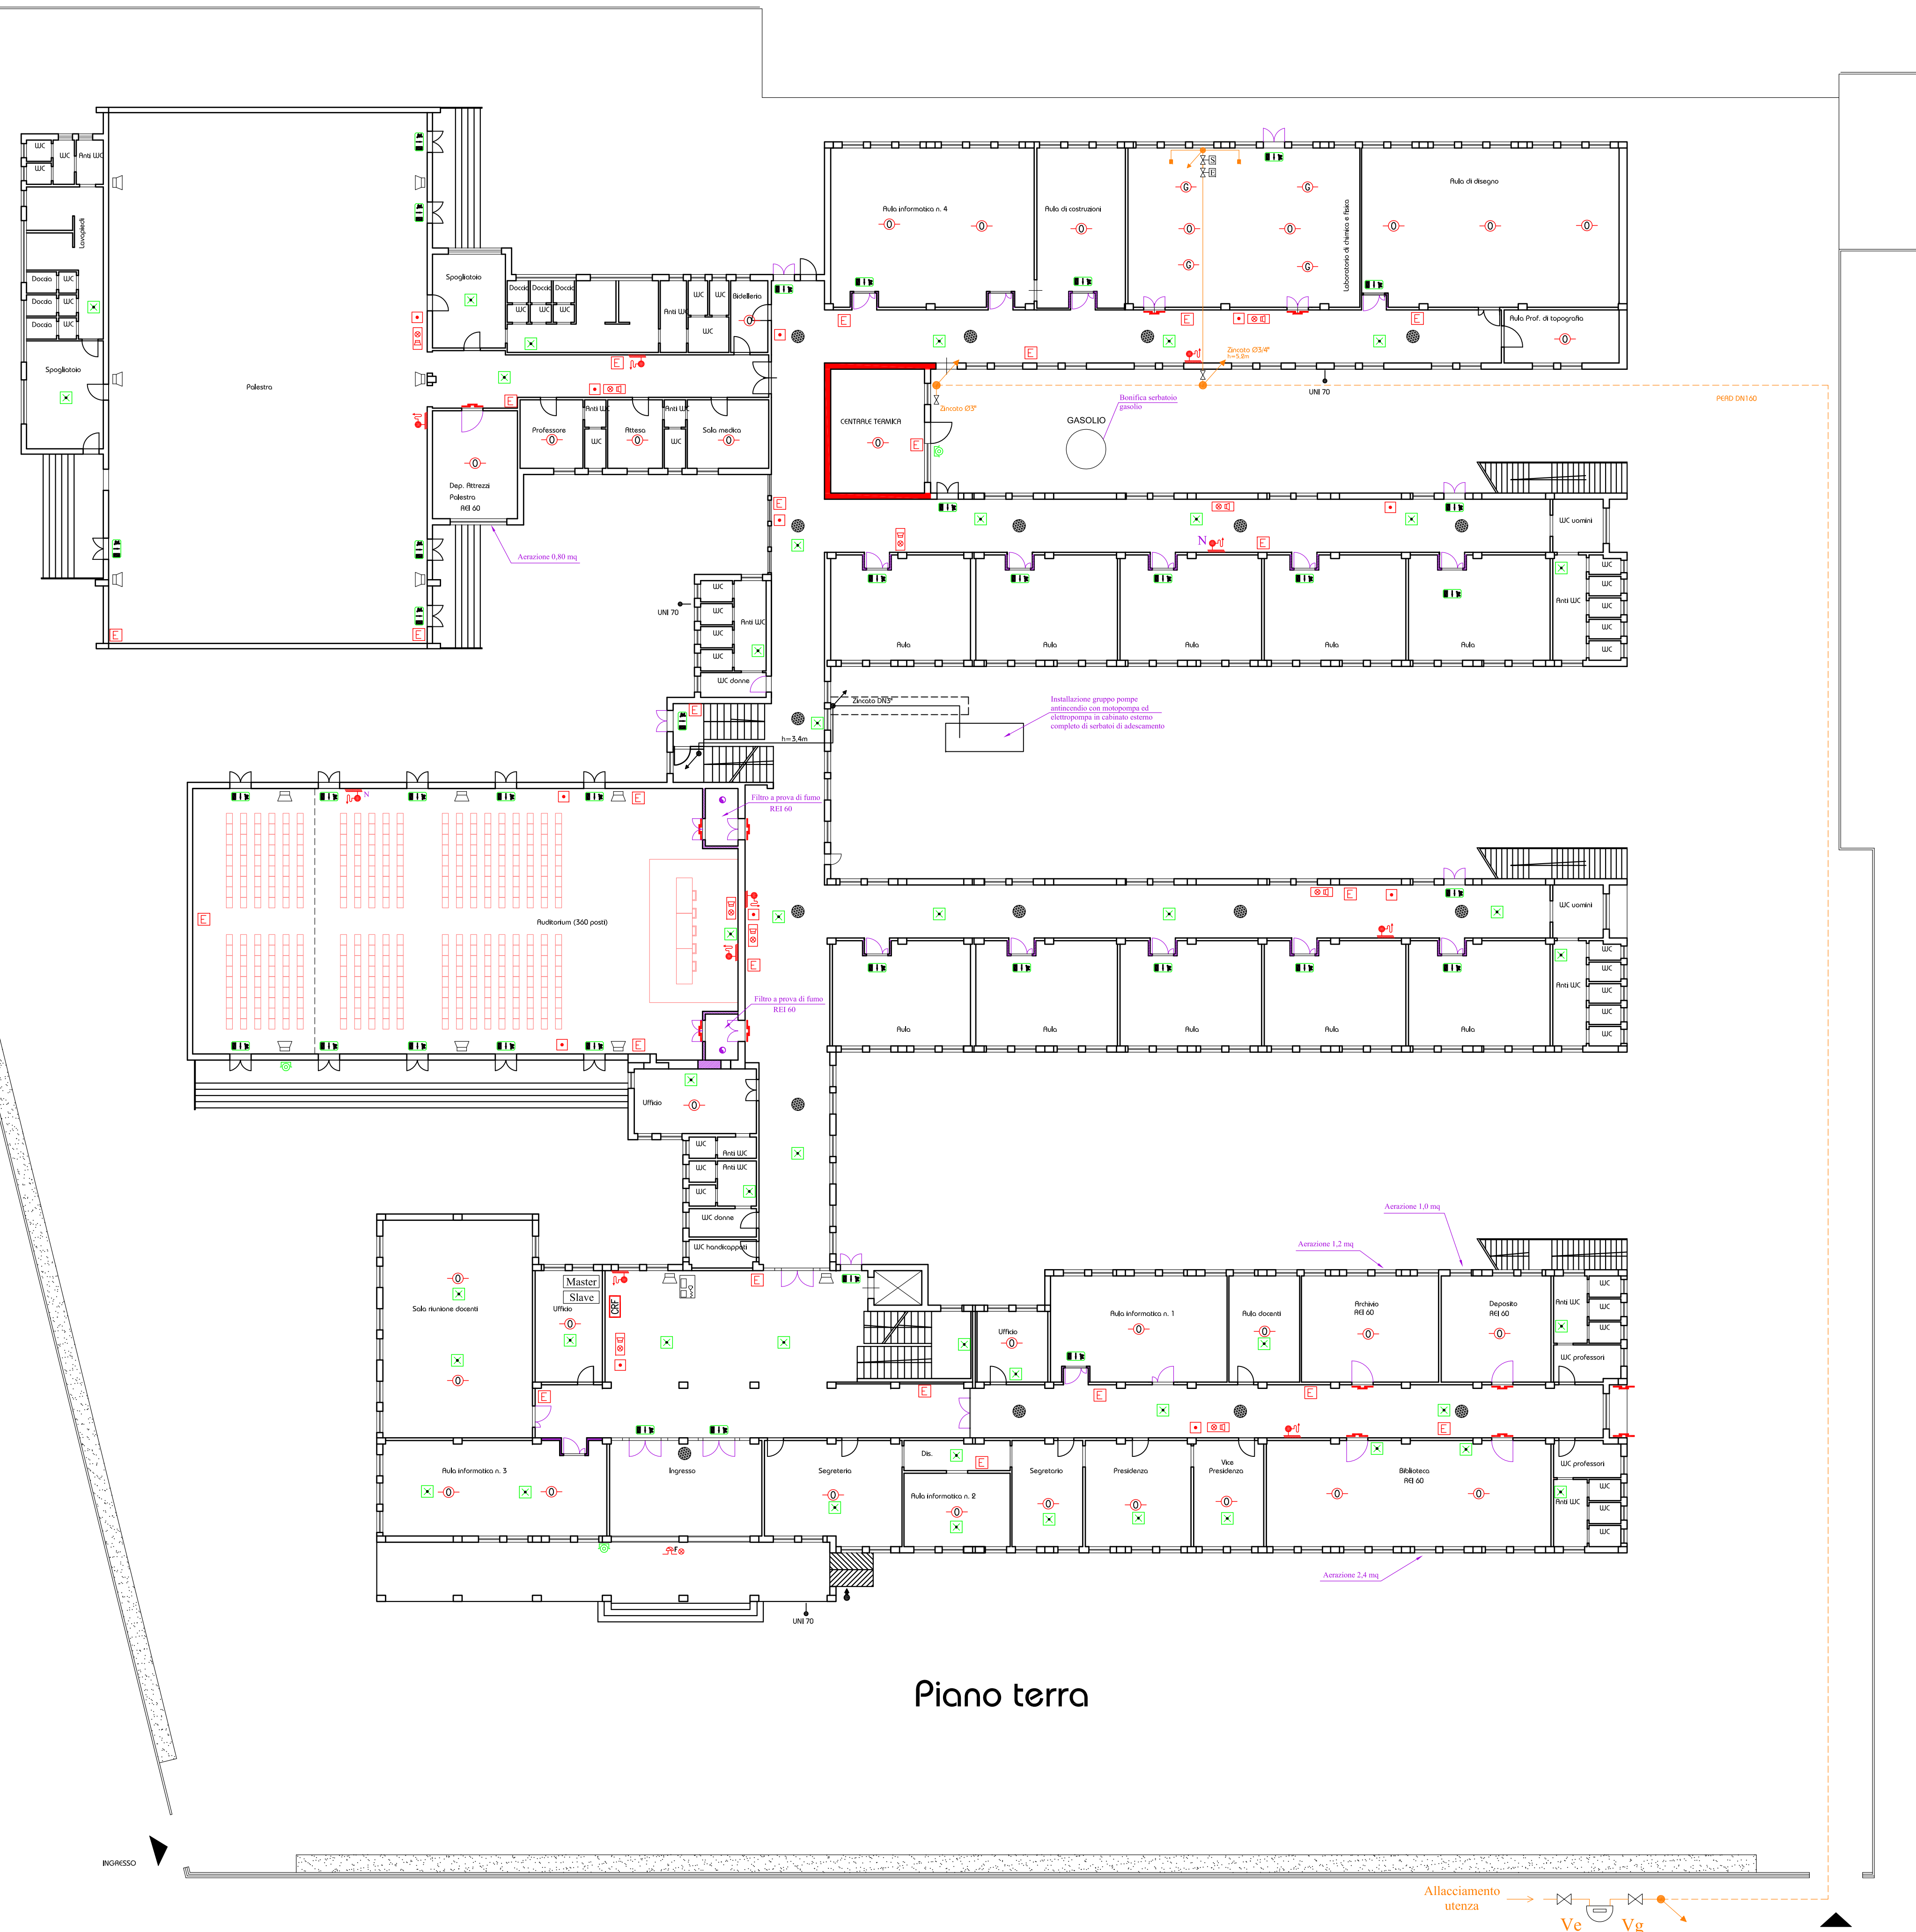 WC
WC
WC
Anti WC
Lavapiedi
Doccia
WC
Doccia
WC
Doccia
WC
Spogliatoio
Palestra
Spogliatoio
Doccia
Doccia
Doccia
WC
WC
WC
Anti WC
WC
WC
WC
Bidelleria
Professore
Anti WC
WC
Attesa
Anti WC
WC
Sala medica
Dep. Attrezzi
Palestra
REI 60
Aerazione 0,80 mq
Aula informatica n. 4
Aula di costruzioni
Laboratorio di chimica e fisica
Aula di disegno
Aula Prof. di topografia
S
E
Zincato Ø3/4"
h=5.0m
Zincato Ø3"
UNI 70
PERD DN160
CENTRALE TERMICA
Bonifica serbatoio
gasolio
GASOLIO
N
WC uomini
Anti WC
WC
WC
WC
WC
WC
Aula
Aula
Aula
Aula
Aula
UNI 70
WC
WC
WC
WC
Anti WC
WC donne
Zincato DN3"
h=3.4m
Installazione gruppo pompe
antincendio con motopompa ed
elettropompa in cabinato esterno
completo di serbatoi di adescamento
N
Filtro a prova di fumo
REI 60
Auditorium (360 posti)
Filtro a prova di fumo
REI 60
WC uomini
Anti WC
WC
WC
WC
WC
WC
Aula
Aula
Aula
Aula
Aula
Ufficio
WC
Anti WC
WC
Anti WC
WC
WC donne
WC handicappati
Aerazione 1,0 mq
Aerazione 1,2 mq
Sala riunione docenti
Master
Slave
Ufficio
CRF
Ufficio
Aula informatica n. 1
Aula docenti
Archivio
REI 60
Deposito
REI 60
Anti WC
WC
WC
WC
WC professori
Aula informatica n. 3
Ingresso
Segreteria
Dis.
Aula informatica n. 2
Segretario
Presidenza
Vice
Presidenza
Biblioteca
REI 60
WC professori
Anti WC
WC
WC
WC
F
Aerazione 2,4 mq
UNI 70
Piano terra
INGRESSO
Allacciamento
utenza
Ve
Vg